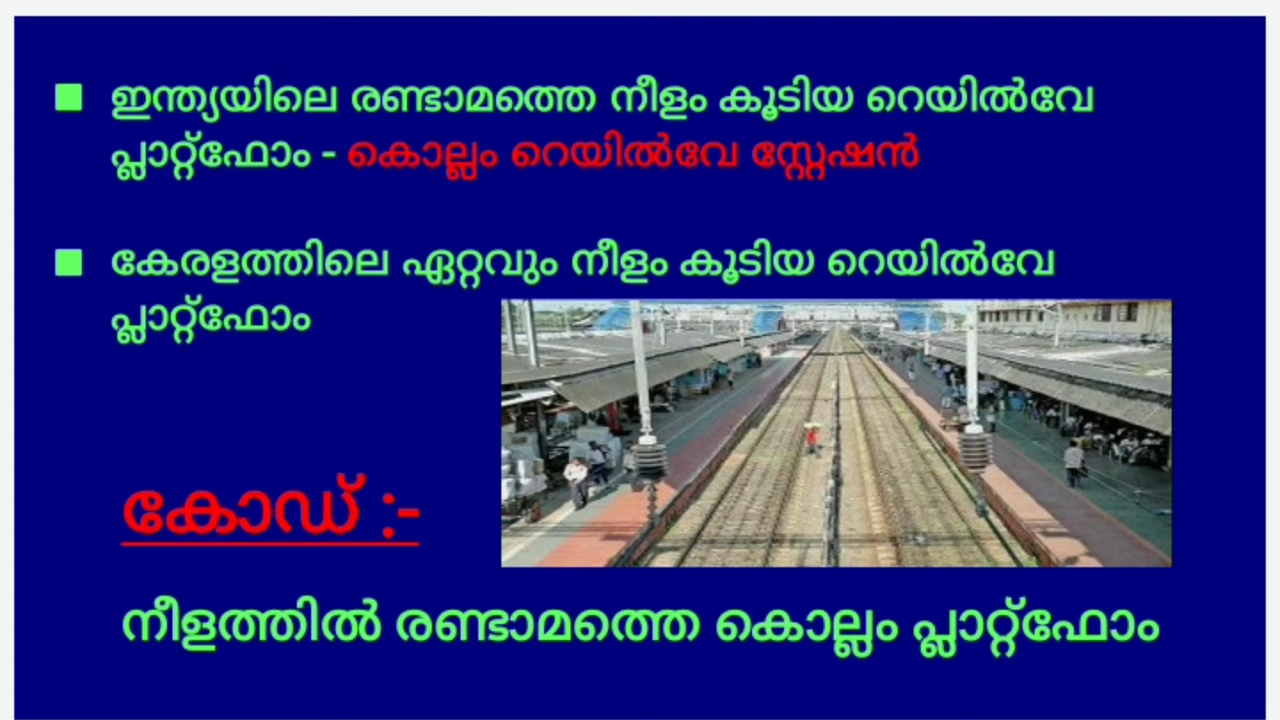 ഇന്ത്യയിലെ രണ്ടാമത്തെ നീളം കൂടിയ റെയിൽവേ
പ്ലാറ്റ്ഫോം - കൊല്ലം റെയിൽവേ സ്റ്റേഷൻ
കേരളത്തിലെ ഏറ്റവും നീളം കൂടിയ റെയിൽവേ
പ്ലാറ്റ്ഫോം
കോഡ് :-
നീളത്തിൽ രണ്ടാമത്തെ കൊല്ലം പ്ലാറ്റ്ഫോം